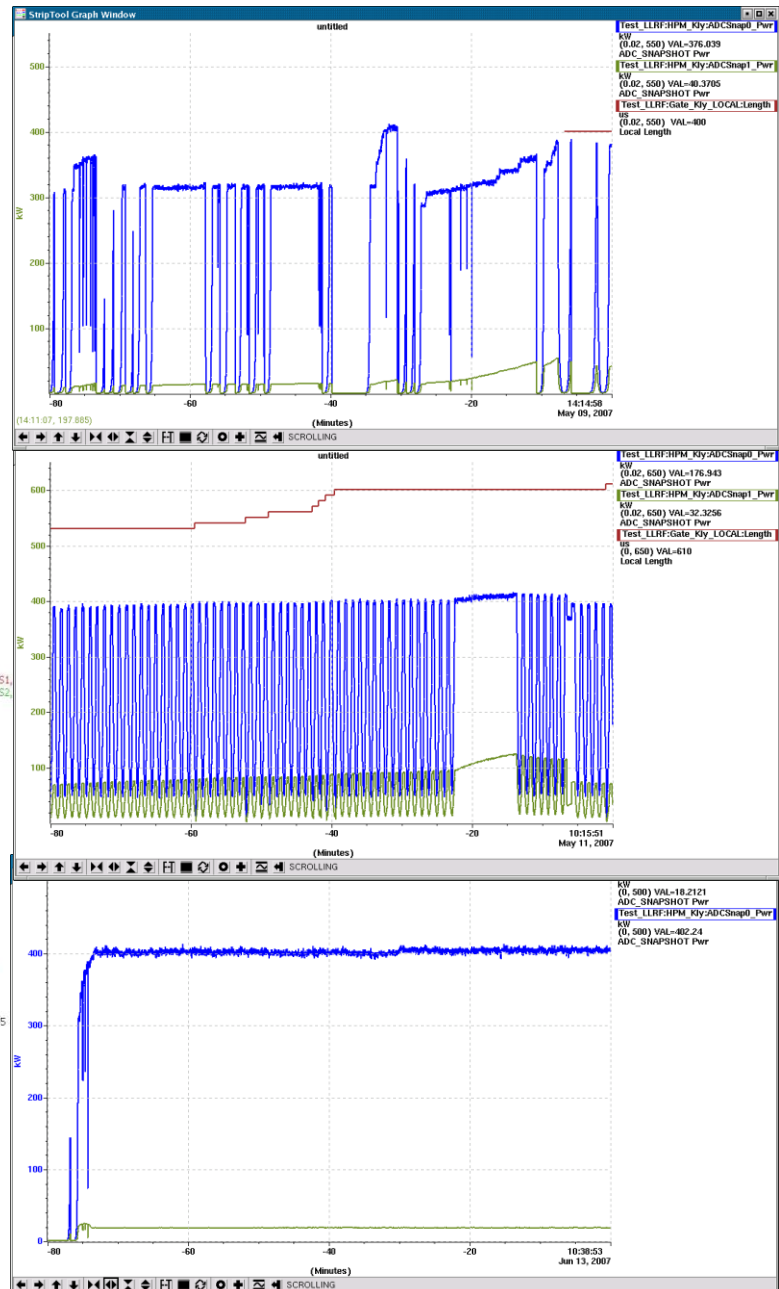 StripTool Graph Window
untitled
Test_LLRF:HPM_Kly:ADCSnap0_Pwr
kW
(0.02, 550) VAL=376.039
ADC_SNAPSHOT Pwr
Test_LLRF:HPM_Kly:ADCSnap1_Pwr
kW
(0.02, 550) VAL=40.3705
ADC_SNAPSHOT Pwr
Test_LLRF:Gate_Kly_LOCAL:Length
us
(0.02, 550) VAL=400
Local Length
500
400
300
kW
200
100
-80
-60
-40
-20
14:14:58
(Minutes)
May 09, 2007
(14:11:07, 197.885)
SCROLLING
untitled
Test_LLRF:HPM_Kly:ADCSnap0_Pwr
kW
(0.02, 650) VAL=176.943
ADC_SNAPSHOT Pwr
Test_LLRF:HPM_Kly:ADCSnap1_Pwr
kW
(0.02, 650) VAL=32.3256
ADC_SNAPSHOT Pwr
Test_LLRF:Gate_Kly_LOCAL:Length
us
(0, 650) VAL=610
Local Length
600
500
400
kW
300
S1,
S2,
200
100
-80
-60
-40
-20
10:15:51
(Minutes)
May 11, 2007
SCROLLING
kW
(0, 500) VAL=18.2121
ADC_SNAPSHOT Pwr
Test_LLRF:HPM_Kly:ADCSnap0_Pwr
kW
(0, 500) VAL=402.24
ADC_SNAPSHOT Pwr
400
5
300
kW
200
100
0
-80
-60
-40
-20
10:38:53
(Minutes)
Jun 13, 2007
SCROLLING